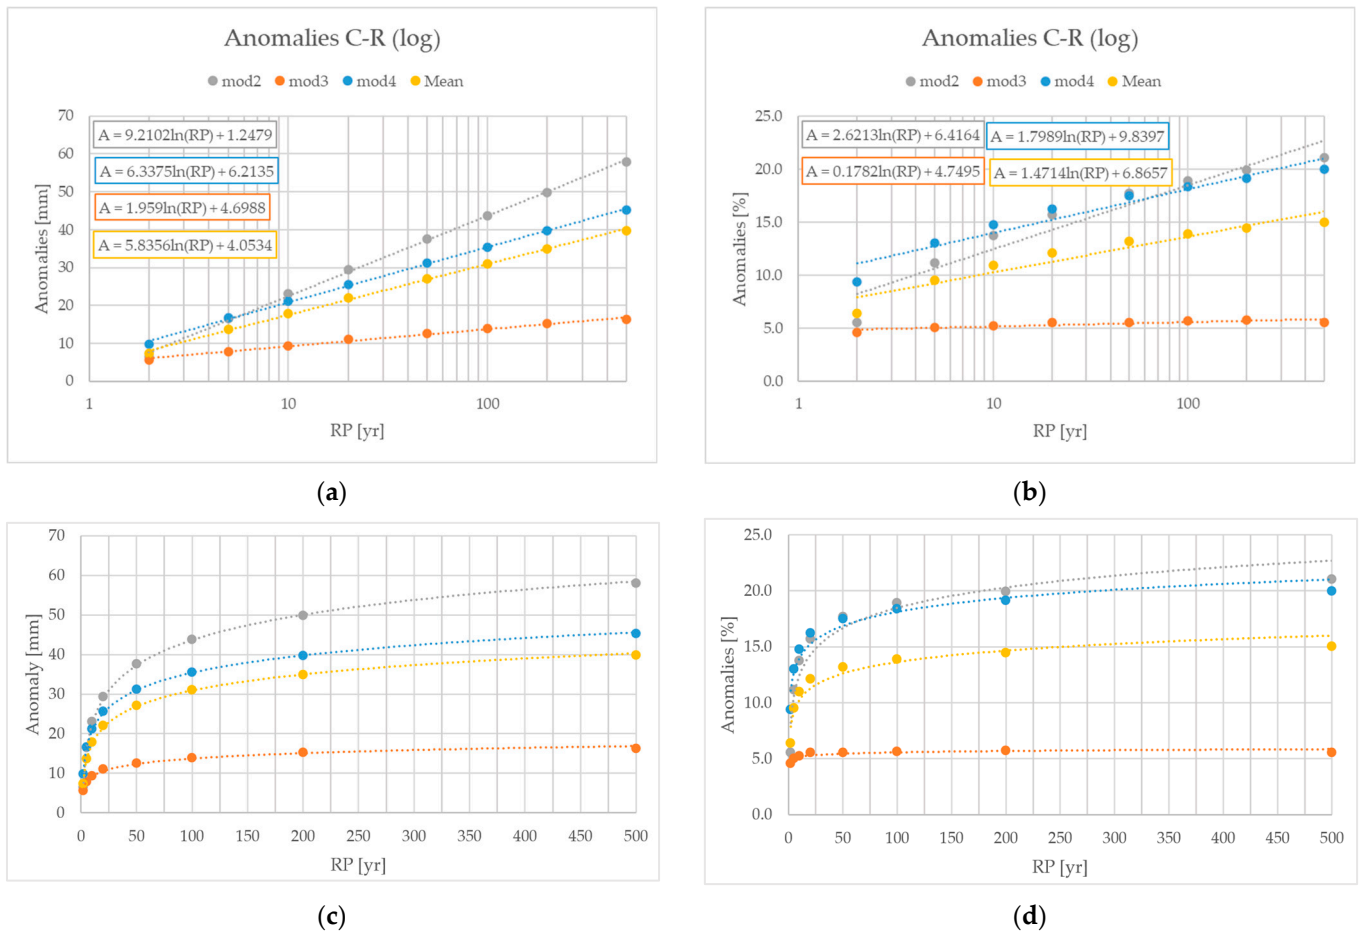 Anomalies C-R (log)
mod2 mod3 mod4 Mean
70
60
50
40
30
20
10
0
Anomalies [mm]
A = 9.2102ln(RP) + 1.2479
A = 6.3375ln(RP) + 6.2135
A = 1.959ln(RP) + 4.6988
A = 5.8356ln(RP) + 4.0534
1 10 100
RP [yr]
(a)
Anomalies C-R (log)
mod2 mod3 mod4 Mean
25.0
20.0
15.0
10.0
5.0
0.0
Anomalies [%]
A = 2.6213ln(RP) + 6.4164
A = 1.7989ln(RP) + 9.8397
A = 0.1782ln(RP) + 4.7495
A = 1.4714ln(RP) + 6.8657
1 10 100
RP [yr]
(b)
70
60
50
40
30
20
10
0
Anomaly [mm]
0 50 100 150 200 250 300 350 400 450 500
RP [yr]
(c)
25.0
20.0
15.0
10.0
5.0
0.0
Anomalies [%]
0 50 100 150 200 250 300 350 400 450 500
RP [yr]
(d)